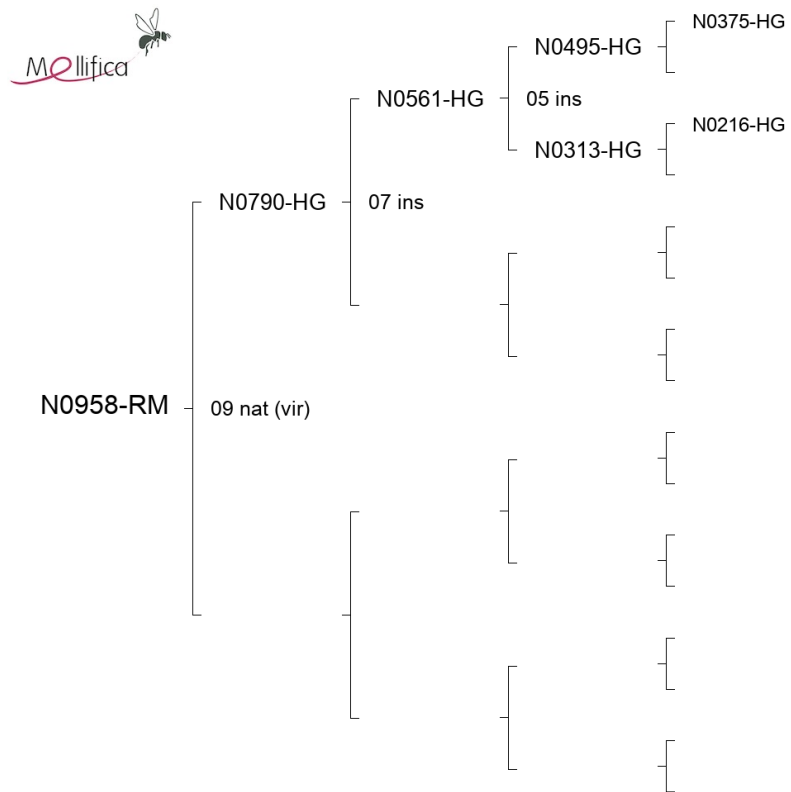 Mellifica
N0375-HG
N0495-HG
N0561-HG
05 ins
N0313-HG
N0216-HG
N0790-HG
07 ins
N0958-RM
09 nat (vir)